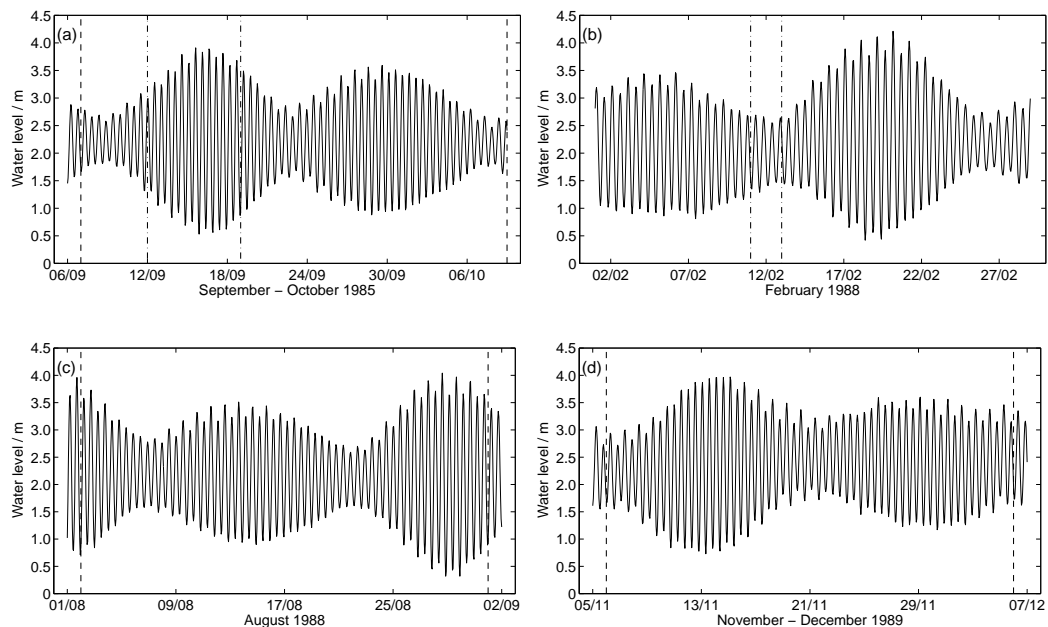 (a)
4.5
4.0
3.5
3.0
2.5
2.0
1.5
1.0
0.5
0
Water level / m
06/09 12/09 18/09 24/09 30/09 06/10
September − October 1985
(b)
4.5
4.0
3.5
3.0
2.5
2.0
1.5
1.0
0.5
0
Water level / m
02/02 07/02 12/02 17/02 22/02 27/02
February 1988
(c)
4.5
4.0
3.5
3.0
2.5
2.0
1.5
1.0
0.5
0
Water level / m
01/08 09/08 17/08 25/08 02/09
August 1988
(d)
4.5
4.0
3.5
3.0
2.5
2.0
1.5
1.0
0.5
0
Water level / m
05/11 13/11 21/11 29/11 07/12
November − December 1989